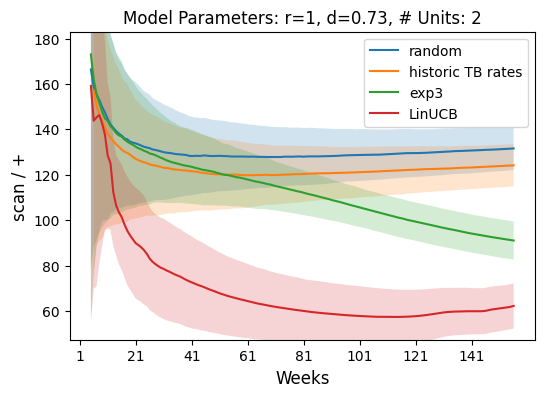 Model Parameters: r=1, d=0.73, # Units: 2
180
160
140
120
100
80
60
scan / +
random
historic TB rates
exp3
LinUCB
1 21 41 61 81 101 121 141
Weeks